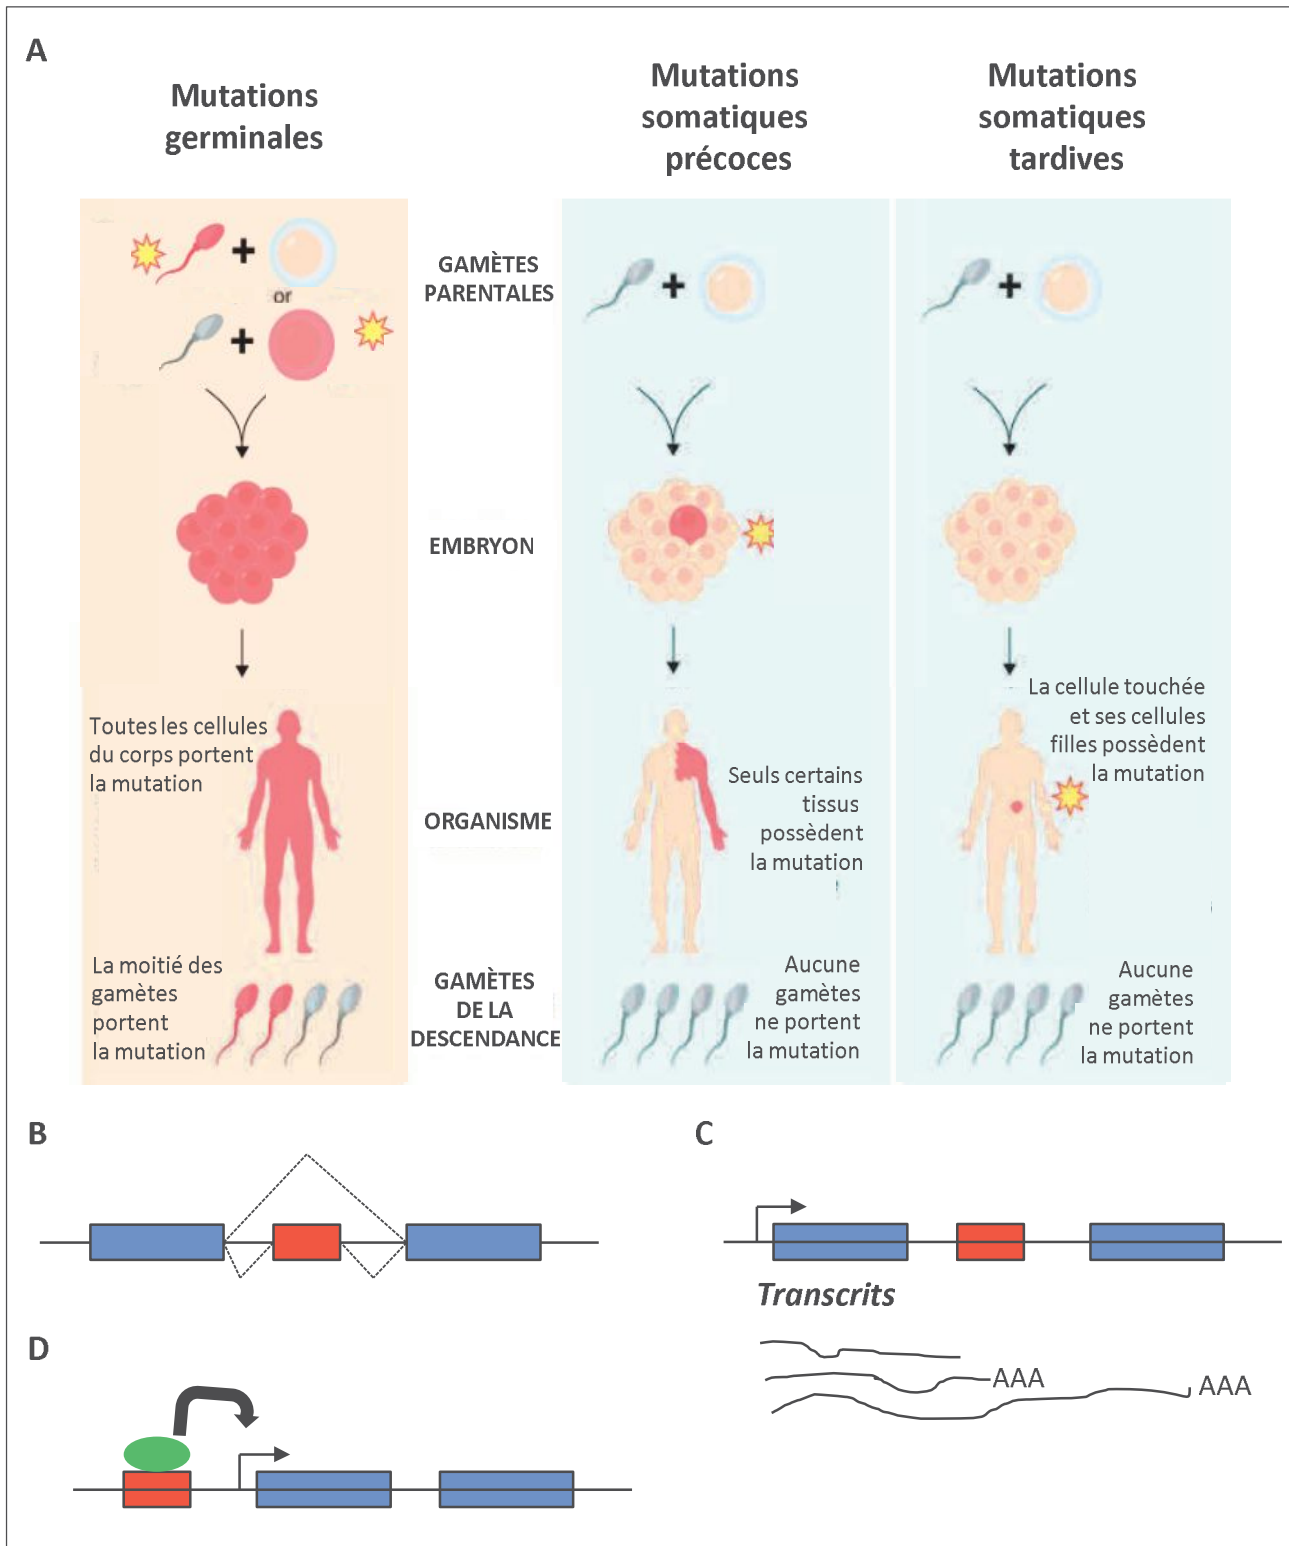 A
Mutations
germinales
Mutations
somatiques
précoces
Mutations
somatiques
tardives
or
GAMÈTES
PARENTALES
EMBRYON
Toutes les cellules
du corps portent
la mutation
ORGANISME
Seuls certains
tissus
possèdent
la mutation
La cellule touchée
et ses cellules
filles possèdent
la mutation
La moitié des
gamètes
portent
la mutation
GAMÈTES
DE LA
DESCENDANCE
Aucune
gamètes
ne portent
la mutation
Aucune
gamètes
ne portent
la mutation
B
C
Transcrits
AAA
AAA
D